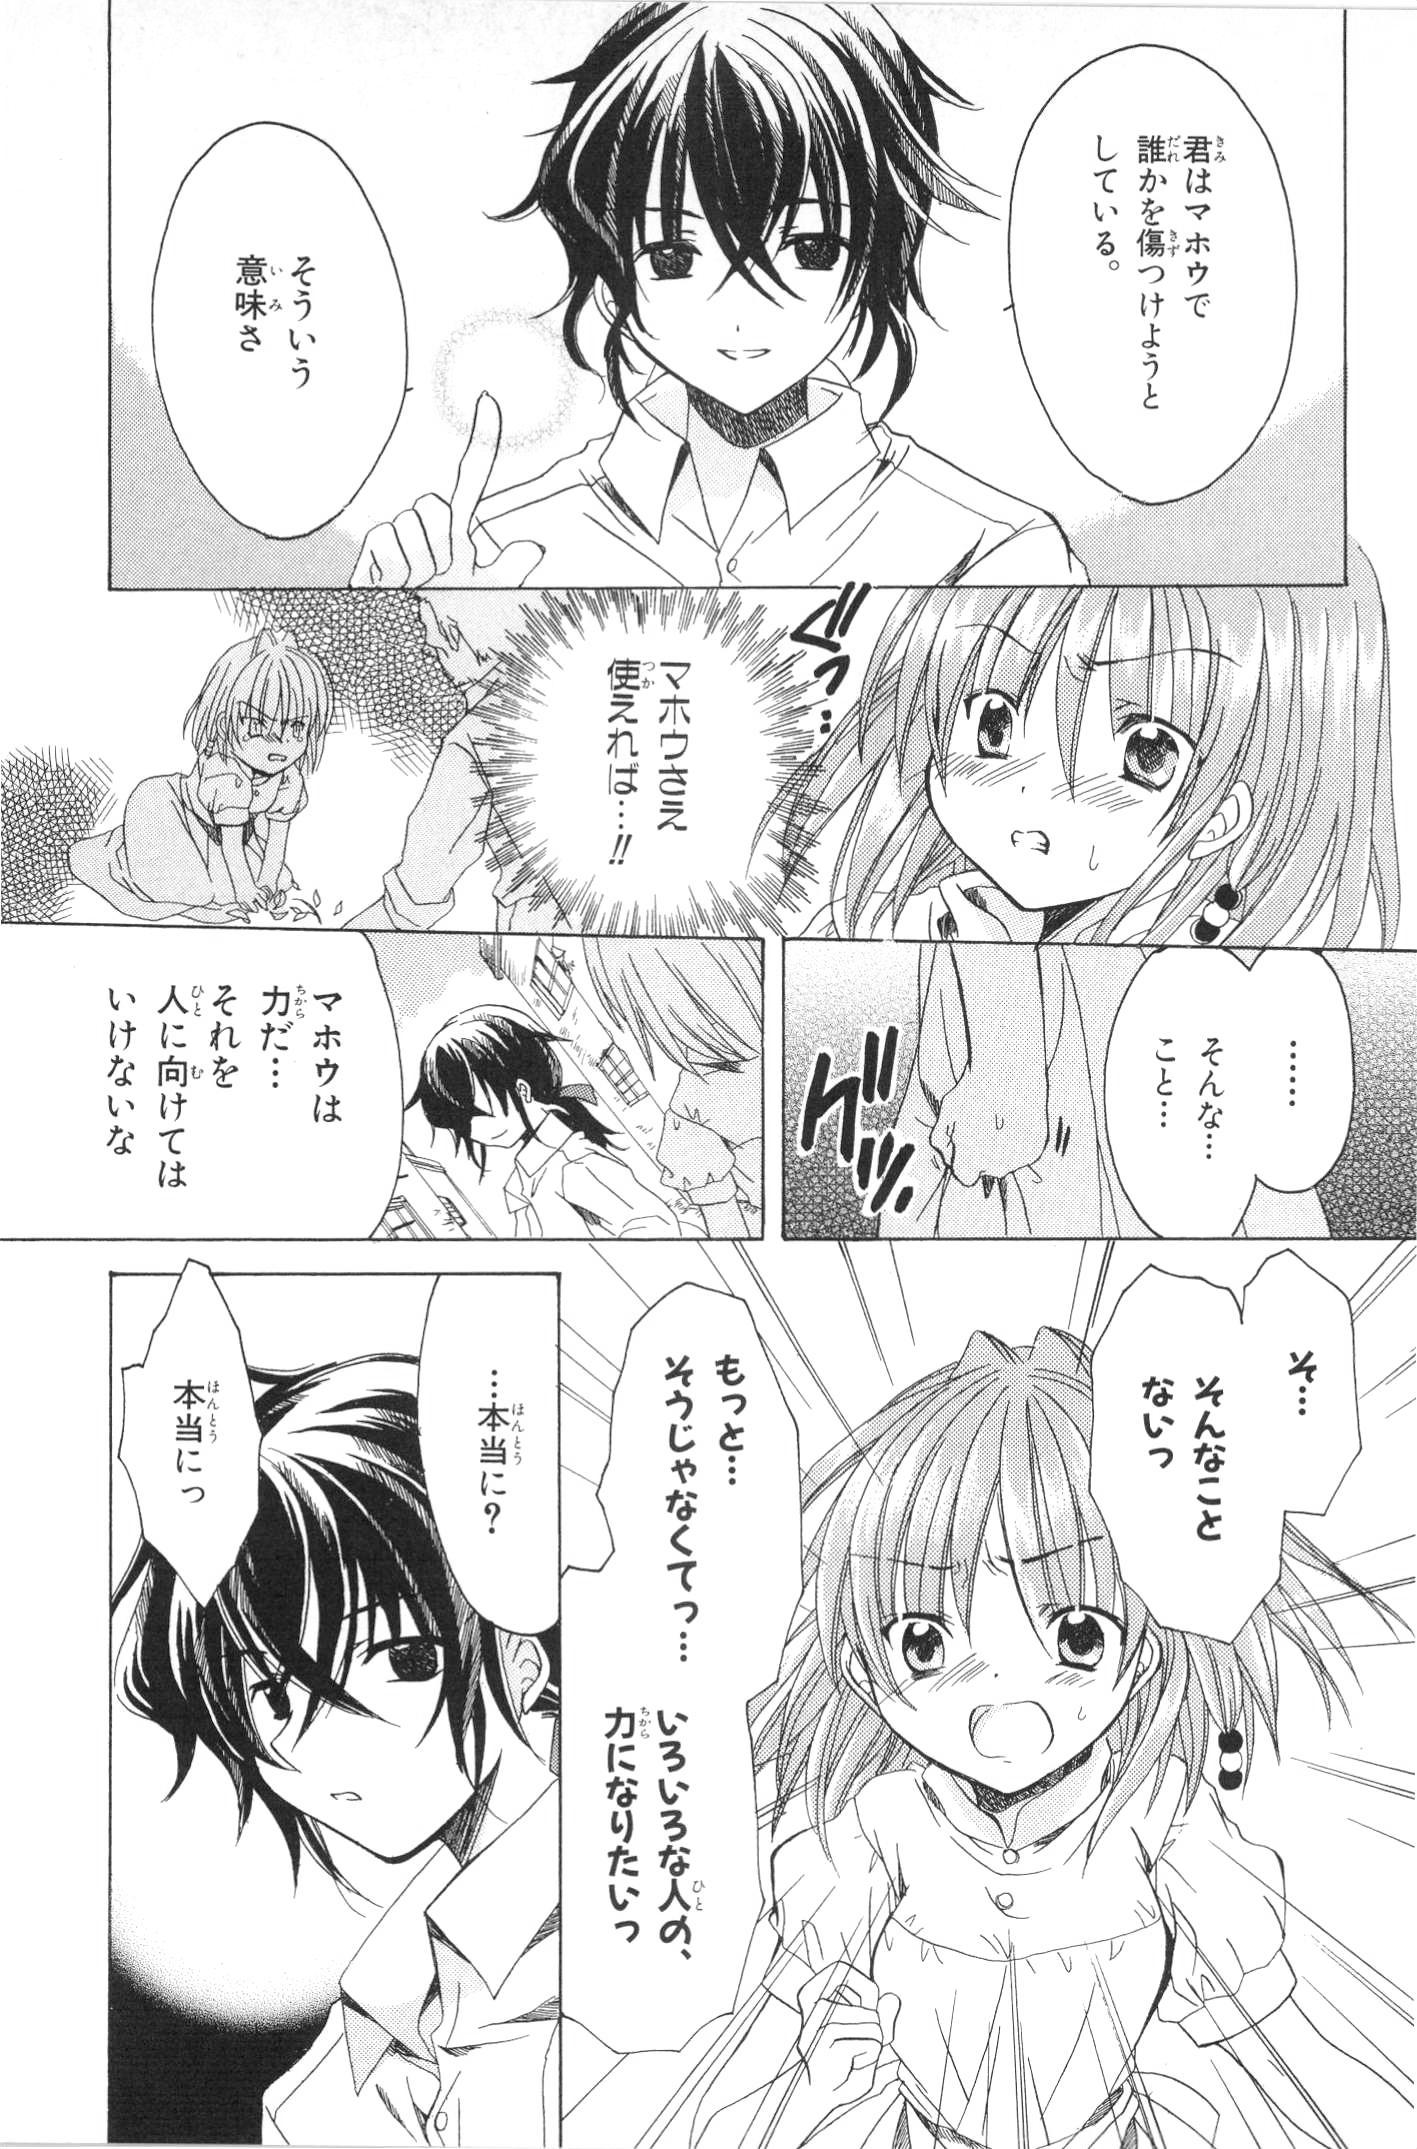 君はマホウで
誰かを傷つけようと
している。
そういう
意味さ
グッ…
マホウさえ
使えれば…!!
……
そんな…
こと…
グッ
マホウは
力だ…
それを
人に向けては
いけないな
そ…
そんなこと
ないっ
もっと…
そうじゃなくてっ…
いろいろな人の、
力になりたいっ
…本当に?
本当にっ